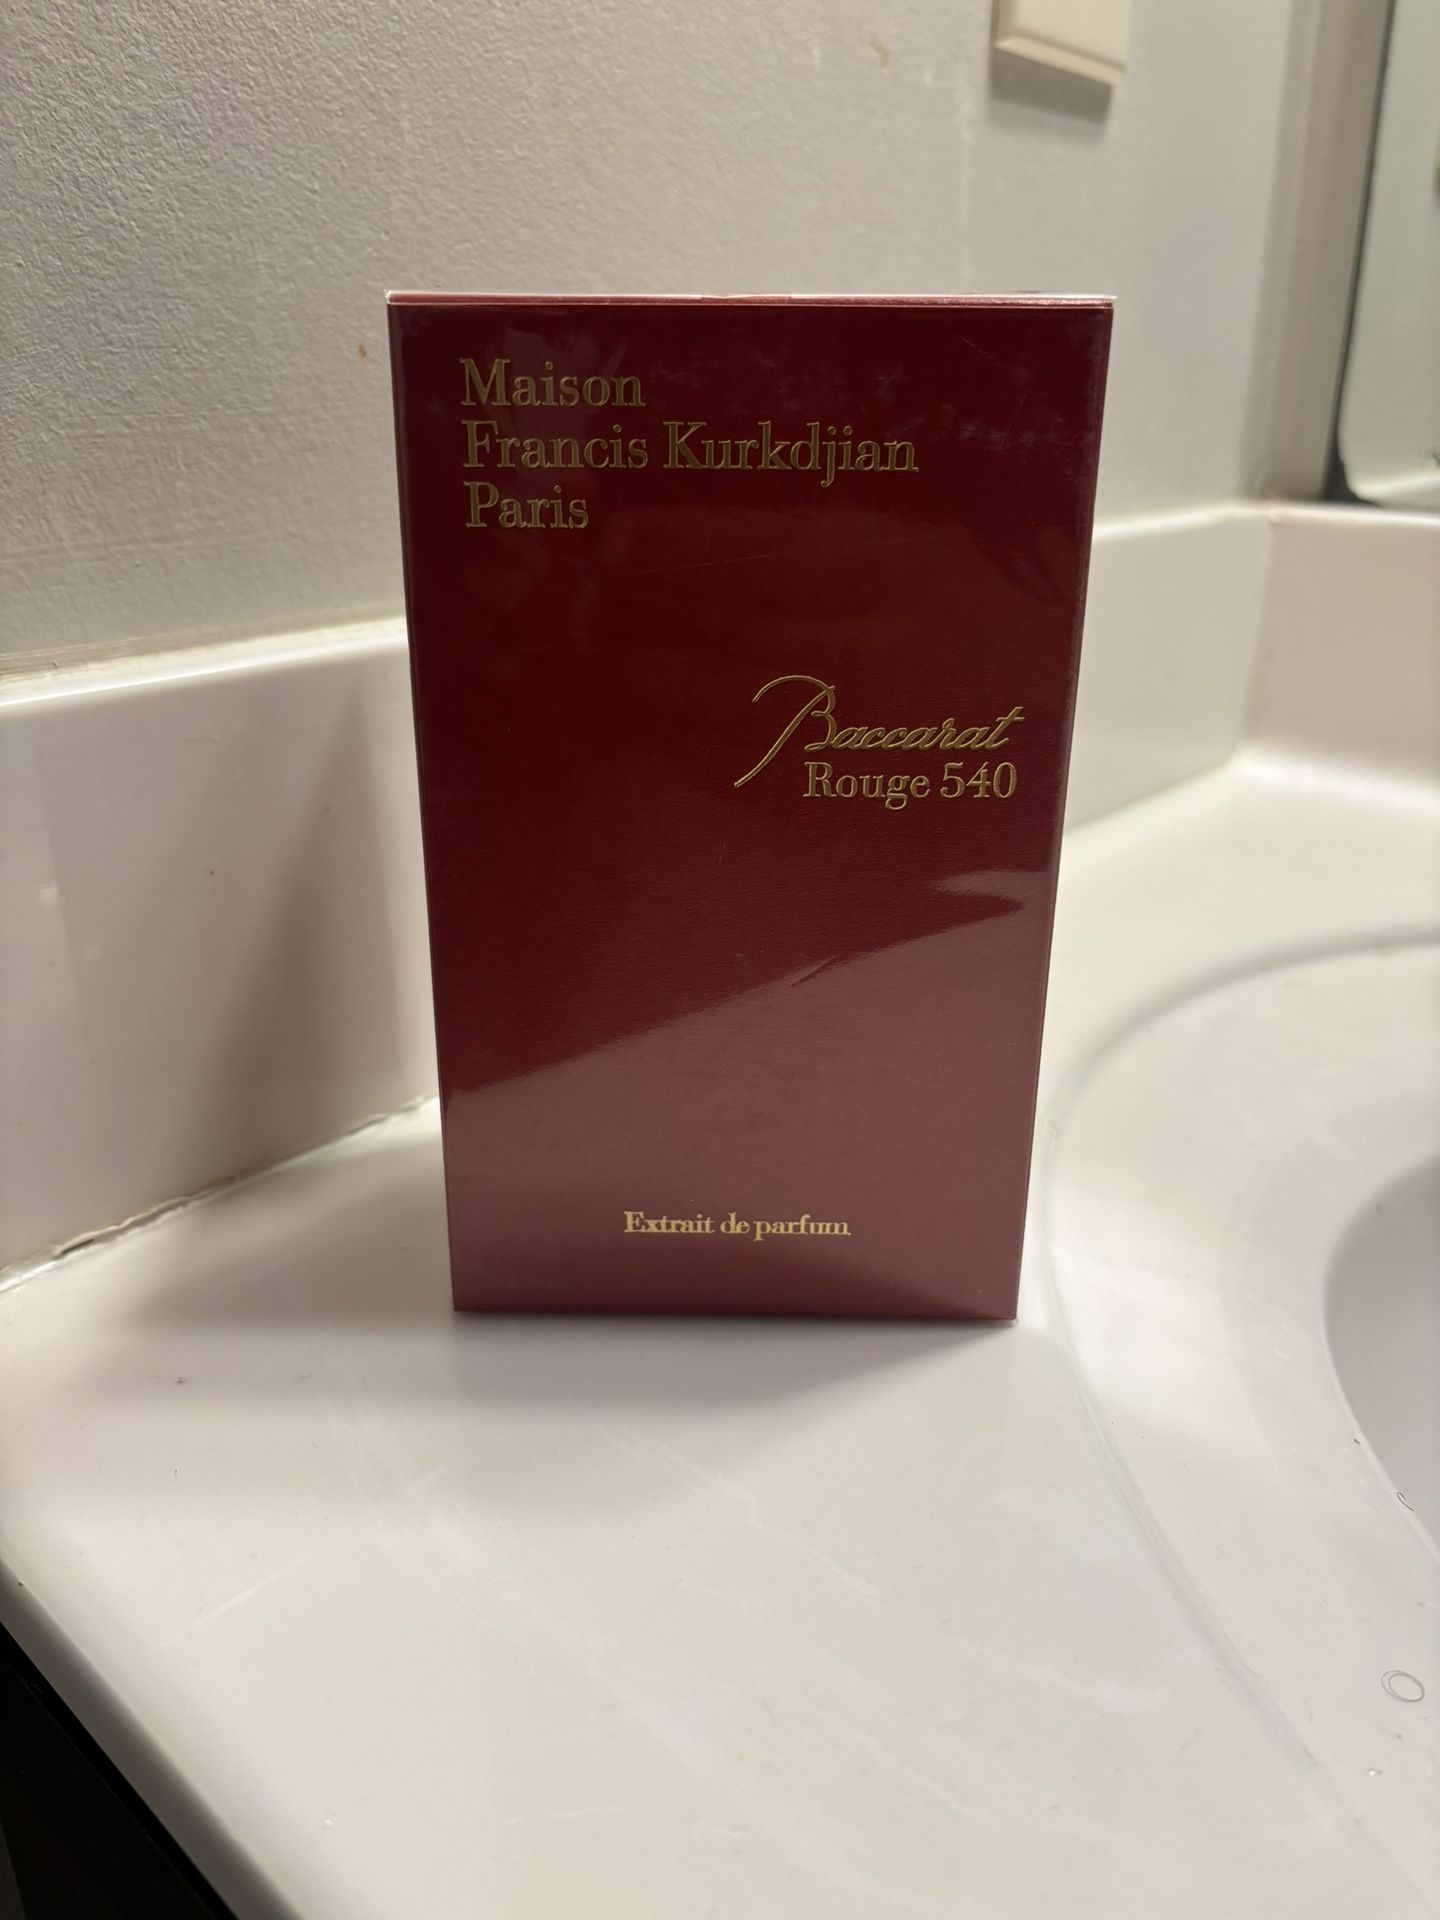 Maison
Francis Kurkdjian
Paris
Baccarat
Rouge 540
Extrait de parfum